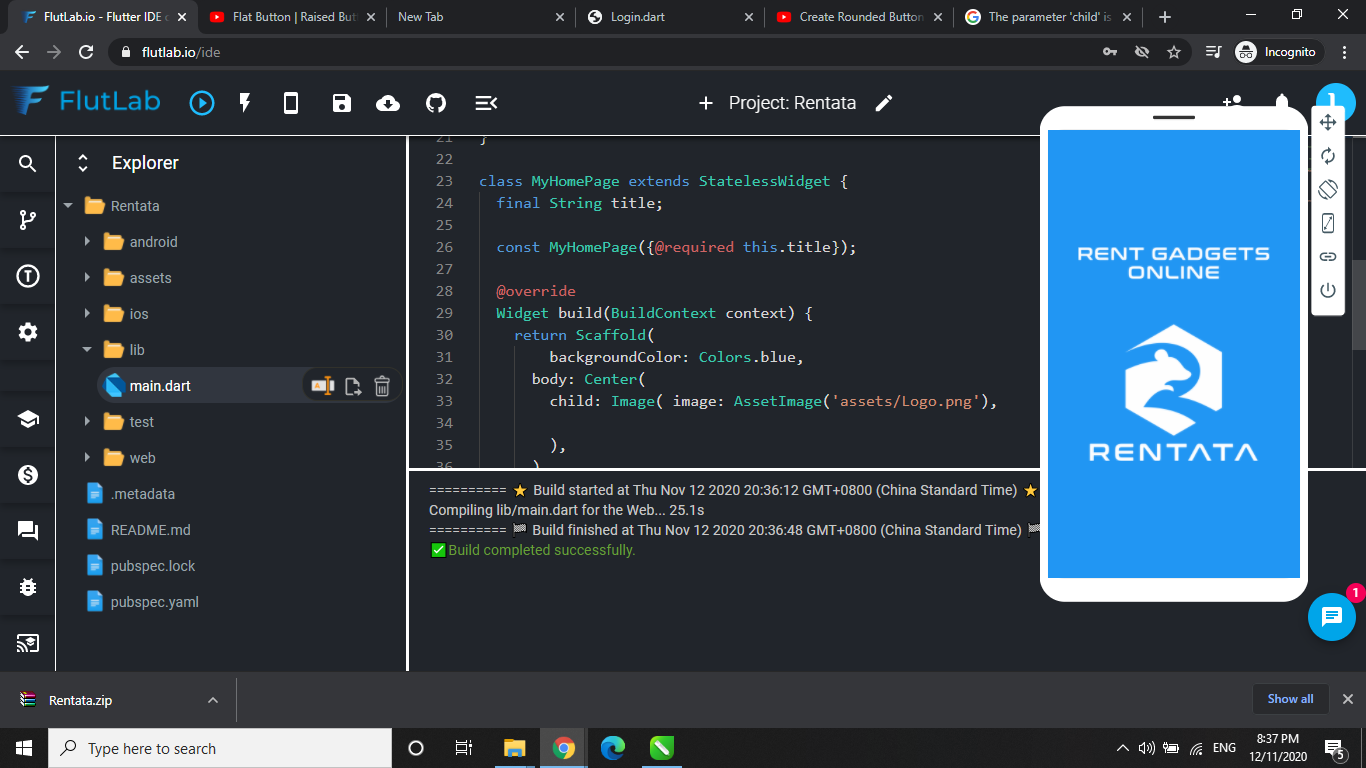 FlutLab.io - Flutter IDE
Flat Button | Raised But
New Tab
Login.dart
Create Rounded Button
The parameter 'child' is
flutlab.io/ide
Incognito
FlutLab
Project: Rentata
Explorer
Rentata
android
assets
ios
lib
main.dart
test
web
.metadata
README.md
pubspec.lock
pubspec.yaml
21 }
22
23 class MyHomePage extends StatelessWidget {
24 final String title;
25
26 const MyHomePage({@required this.title});
27
28 @override
29 Widget build(BuildContext context) {
30 return Scaffold(
31 backgroundColor: Colors.blue,
32 body: Center(
33 child: Image( image: AssetImage('assets/Logo.png'),
34
35 ),
36 )
========== ⭐ Build started at Thu Nov 12 2020 20:36:12 GMT+0800 (China Standard Time) ⭐
Compiling lib/main.dart for the Web... 25.1s
========== 🏁 Build finished at Thu Nov 12 2020 20:36:48 GMT+0800 (China Standard Time) 🏁
✅ Build completed successfully.
RENT GADGETS
ONLINE
RENTATA
1
Rentata.zip
Show all
Type here to search
ENG
8:37 PM
12/11/2020
5